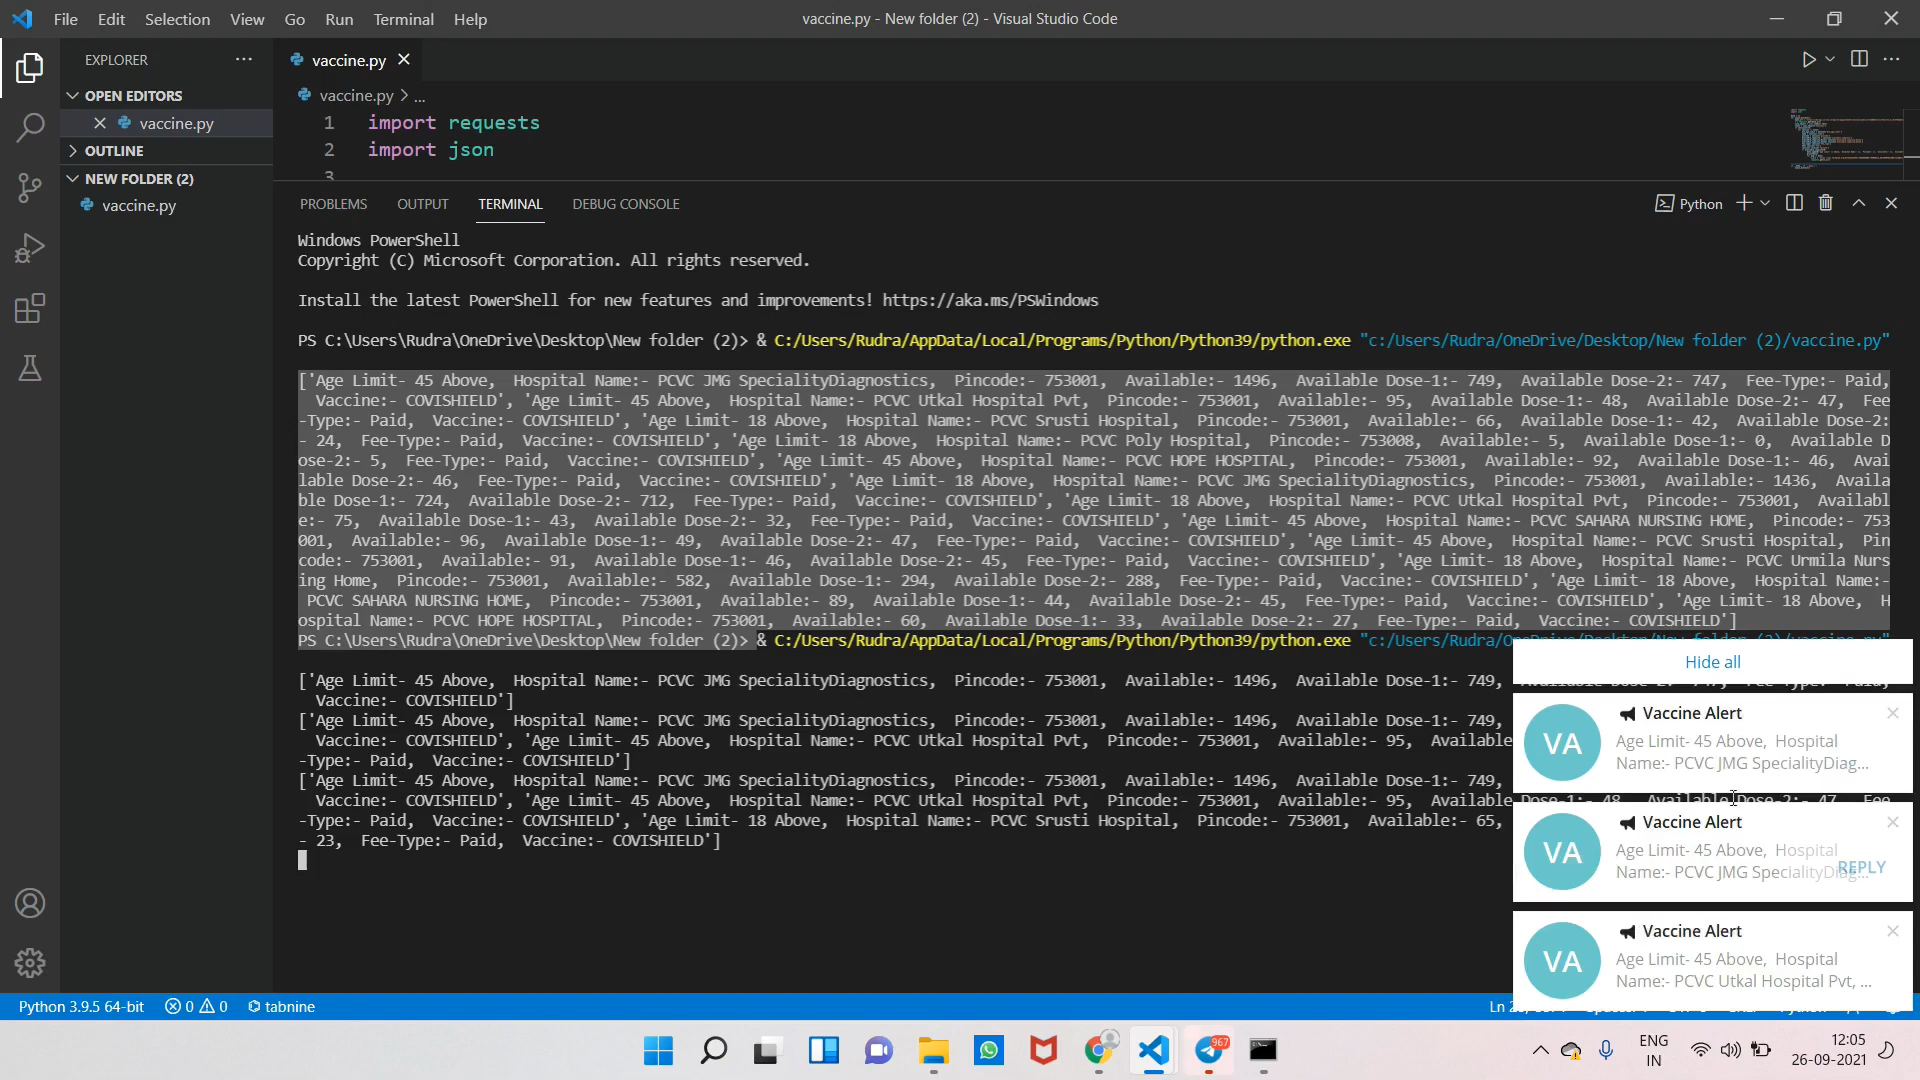 File Edit Selection View Go Run Terminal Help
vaccine.py - New folder (2) - Visual Studio Code
EXPLORER
OPEN EDITORS
vaccine.py
OUTLINE
NEW FOLDER (2)
vaccine.py
vaccine.py
vaccine.py > ...
1 import requests
2 import json
3
PROBLEMS OUTPUT TERMINAL DEBUG CONSOLE
Python
Windows PowerShell
Copyright (C) Microsoft Corporation. All rights reserved.
Install the latest PowerShell for new features and improvements! https://aka.ms/PSWindows
PS C:\Users\Rudra\OneDrive\Desktop\New folder (2)> & C:/Users/Rudra/AppData/Local/Programs/Python/Python39/python.exe "c:/Users/Rudra/OneDrive/Desktop/New folder (2)/vaccine.py"
['Age Limit- 45 Above,  Hospital Name:- PCVC JMG SpecialityDiagnostics,  Pincode:- 753001,  Available:- 1496,  Available Dose-1:- 749,  Available Dose-2:- 747,  Fee-Type:- Paid,
Vaccine:- COVISHIELD', 'Age Limit- 45 Above,  Hospital Name:- PCVC Utkal Hospital Pvt,  Pincode:- 753001,  Available:- 95,  Available Dose-1:- 48,  Available Dose-2:- 47,  Fee
-Type:- Paid,  Vaccine:- COVISHIELD', 'Age Limit- 18 Above,  Hospital Name:- PCVC Srusti Hospital,  Pincode:- 753001,  Available:- 66,  Available Dose-1:- 42,  Available Dose-2:
- 24,  Fee-Type:- Paid,  Vaccine:- COVISHIELD', 'Age Limit- 18 Above,  Hospital Name:- PCVC Poly Hospital,  Pincode:- 753008,  Available:- 5,  Available Dose-1:- 0,  Available D
ose-2:- 5,  Fee-Type:- Paid,  Vaccine:- COVISHIELD', 'Age Limit- 45 Above,  Hospital Name:- PCVC HOPE HOSPITAL,  Pincode:- 753001,  Available:- 92,  Available Dose-1:- 46,  Avai
lable Dose-2:- 46,  Fee-Type:- Paid,  Vaccine:- COVISHIELD', 'Age Limit- 18 Above,  Hospital Name:- PCVC JMG SpecialityDiagnostics,  Pincode:- 753001,  Available:- 1436,  Availa
ble Dose-1:- 724,  Available Dose-2:- 712,  Fee-Type:- Paid,  Vaccine:- COVISHIELD', 'Age Limit- 18 Above,  Hospital Name:- PCVC Utkal Hospital Pvt,  Pincode:- 753001,  Availabl
e:- 75,  Available Dose-1:- 43,  Available Dose-2:- 32,  Fee-Type:- Paid,  Vaccine:- COVISHIELD', 'Age Limit- 45 Above,  Hospital Name:- PCVC SAHARA NURSING HOME,  Pincode:- 753
001,  Available:- 96,  Available Dose-1:- 49,  Available Dose-2:- 47,  Fee-Type:- Paid,  Vaccine:- COVISHIELD', 'Age Limit- 45 Above,  Hospital Name:- PCVC Srusti Hospital,  Pin
code:- 753001,  Available:- 91,  Available Dose-1:- 46,  Available Dose-2:- 45,  Fee-Type:- Paid,  Vaccine:- COVISHIELD', 'Age Limit- 18 Above,  Hospital Name:- PCVC Urmila Nurs
ing Home,  Pincode:- 753001,  Available:- 582,  Available Dose-1:- 294,  Available Dose-2:- 288,  Fee-Type:- Paid,  Vaccine:- COVISHIELD', 'Age Limit- 18 Above,  Hospital Name:-
PCVC SAHARA NURSING HOME,  Pincode:- 753001,  Available:- 89,  Available Dose-1:- 44,  Available Dose-2:- 45,  Fee-Type:- Paid,  Vaccine:- COVISHIELD', 'Age Limit- 18 Above,  H
ospital Name:- PCVC HOPE HOSPITAL,  Pincode:- 753001,  Available:- 60,  Available Dose-1:- 33,  Available Dose-2:- 27,  Fee-Type:- Paid,  Vaccine:- COVISHIELD']
PS C:\Users\Rudra\OneDrive\Desktop\New folder (2)> & C:/Users/Rudra/AppData/Local/Programs/Python/Python39/python.exe "c:/Users/Rudra/OneDrive/Desktop/New folder (2)/vaccine.py"
['Age Limit- 45 Above,  Hospital Name:- PCVC JMG SpecialityDiagnostics,  Pincode:- 753001,  Available:- 1496,  Available Dose-1:- 749,
Vaccine:- COVISHIELD']
['Age Limit- 45 Above,  Hospital Name:- PCVC JMG SpecialityDiagnostics,  Pincode:- 753001,  Available:- 1496,  Available Dose-1:- 749,
Vaccine:- COVISHIELD', 'Age Limit- 45 Above,  Hospital Name:- PCVC Utkal Hospital Pvt,  Pincode:- 753001,  Available:- 95,  Available
-Type:- Paid,  Vaccine:- COVISHIELD']
['Age Limit- 45 Above,  Hospital Name:- PCVC JMG SpecialityDiagnostics,  Pincode:- 753001,  Available:- 1496,  Available Dose-1:- 749,
Vaccine:- COVISHIELD', 'Age Limit- 45 Above,  Hospital Name:- PCVC Utkal Hospital Pvt,  Pincode:- 753001,  Available:- 95,  Available Dose-1:- 48,  Available Dose-2:- 47,  Fee
-Type:- Paid,  Vaccine:- COVISHIELD', 'Age Limit- 18 Above,  Hospital Name:- PCVC Srusti Hospital,  Pincode:- 753001,  Available:- 65,
- 23,  Fee-Type:- Paid,  Vaccine:- COVISHIELD']
Hide all
VA
Vaccine Alert
Age Limit- 45 Above,  Hospital
Name:- PCVC JMG SpecialityDiag...
VA
Vaccine Alert
Age Limit- 45 Above,  Hospital
Name:- PCVC JMG SpecialityDiag...
REPLY
VA
Vaccine Alert
Age Limit- 45 Above,  Hospital
Name:- PCVC Utkal Hospital Pvt, ...
Python 3.9.5 64-bit 0 0 tabnine
967
ENG
IN
12:05
26-09-2021